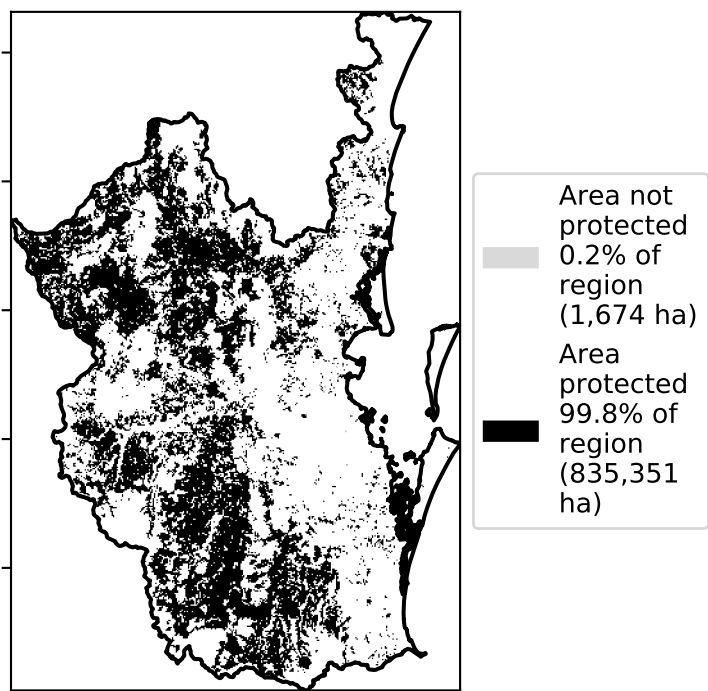 Area not
protected
0.2% of
region
(1,674 ha)
Area
protected
99.8% of
region
(835,351
ha)